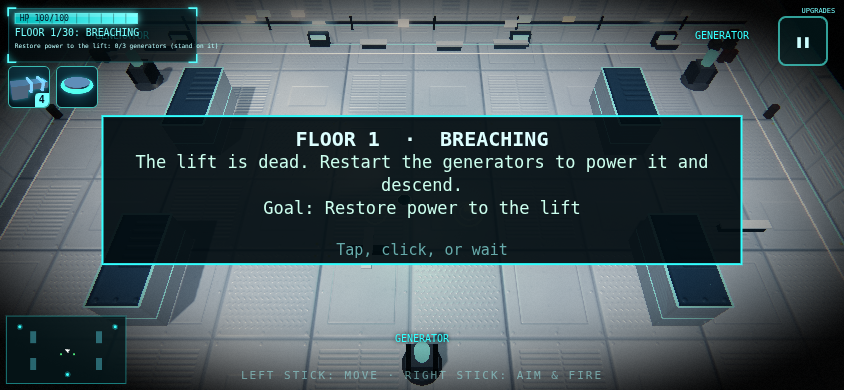 HP 100/100
UPGRADES
FLOOR 1/30: BREACHING
GENERATOR
GENERATOR
Restore power to the lift: 0/3 generators (stand on it)
4
FLOOR 1 · BREACHING
The lift is dead. Restart the generators to power it and
descend.
Goal: Restore power to the lift
Tap, click, or wait
GENERATOR
LEFT STICK: MOVE · RIGHT STICK: AIM & FIRE